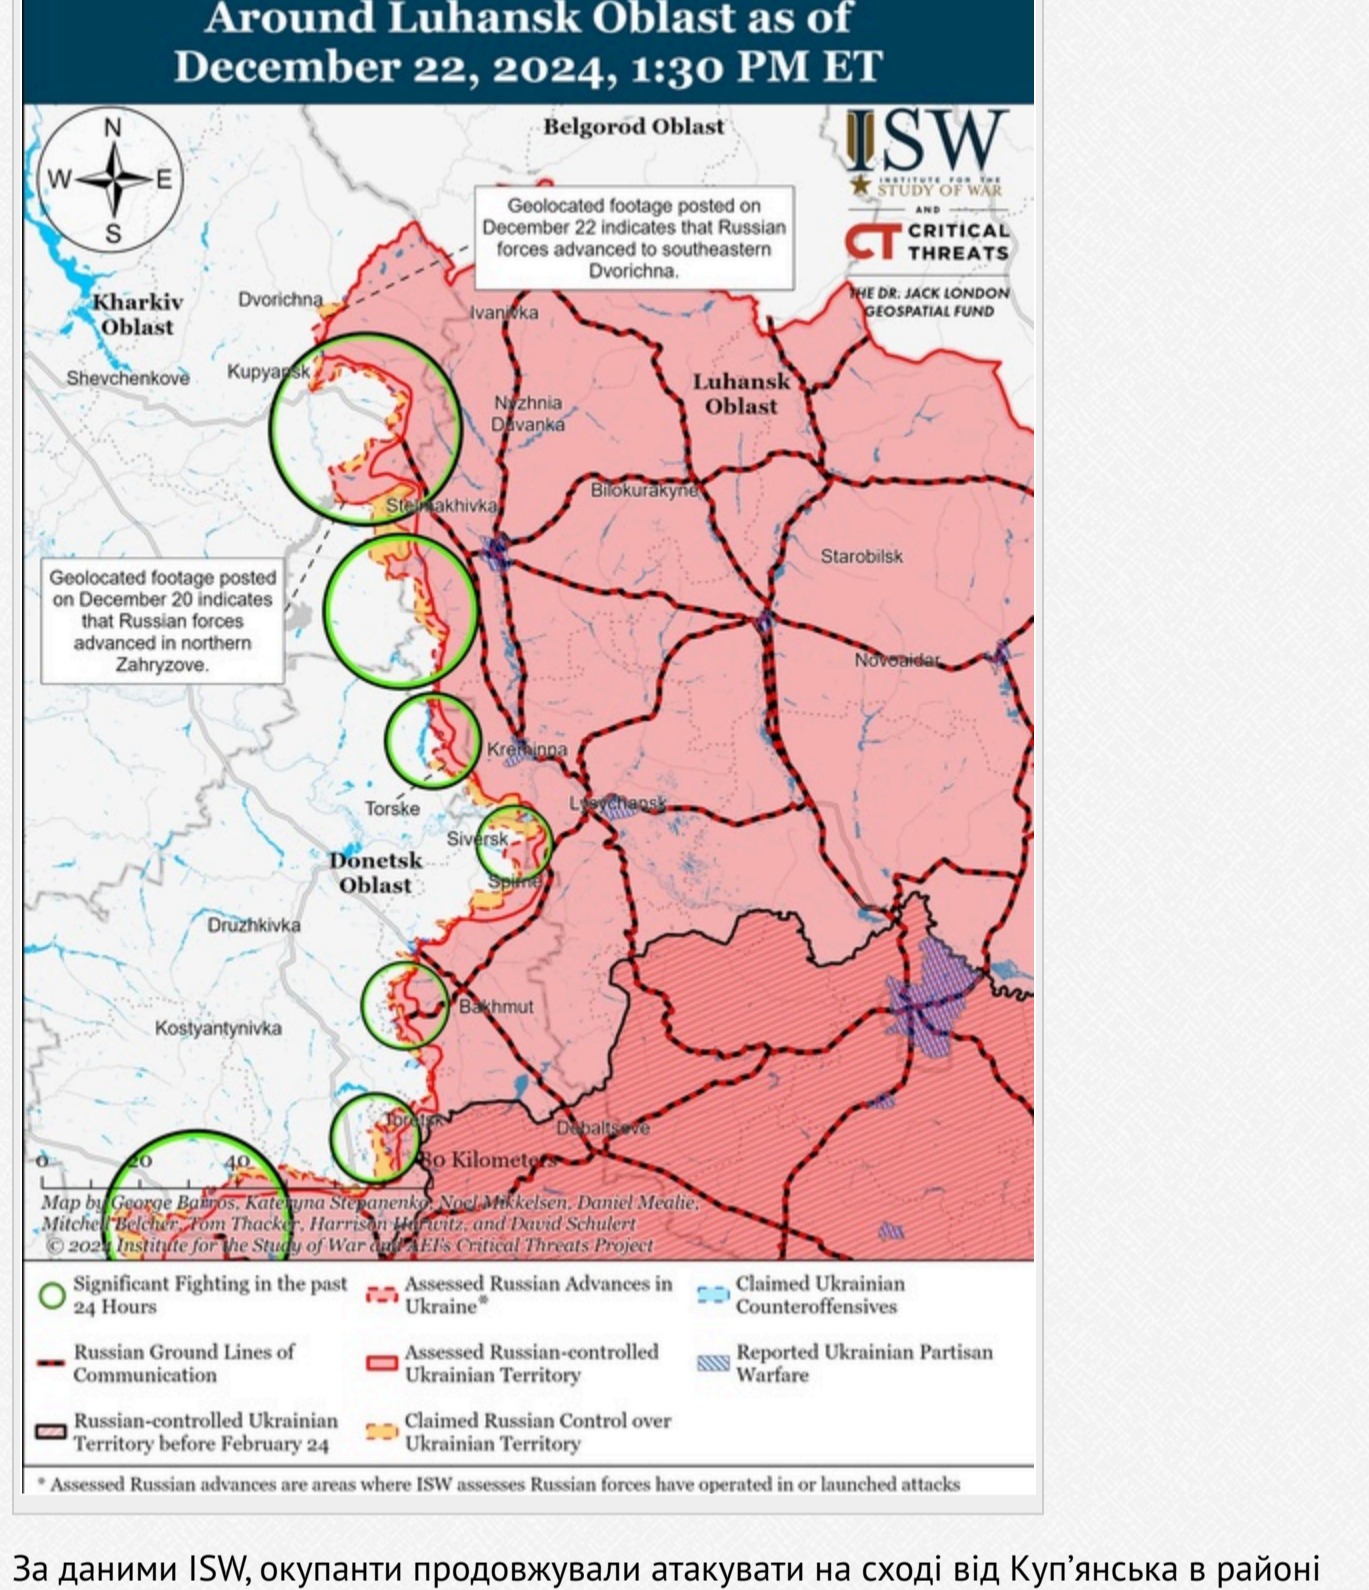 Around Luhansk Oblast as of
December 22, 2024, 1:30 PM ET
N
W E
S
Belgorod Oblast
ISW
INSTITUTE FOR THE
STUDY OF WAR
AND
CT CRITICAL
THREATS
THE DR. JACK LONDON
GEOSPATIAL FUND
Geolocated footage posted on
December 22 indicates that Russian
forces advanced to southeastern
Dvorichna.
Kharkiv
Oblast
Dvorichna
Ivanivka
Shevchenkove
Kupyansk
Luhansk
Oblast
Nyzhnia
Duvanka
Bilokurakyne
Stelmakhivka
Starobilsk
Geolocated footage posted
on December 20 indicates
that Russian forces
advanced in northern
Zahryzove.
Novoaidar
Kreminna
Torske
Lysychansk
Siversk
Donetsk
Oblast
Spirne
Druzhkivka
Bakhmut
Kostyantynivka
Toretsk
Debaltseve
0 20 40 80 Kilometers
Map by George Barros, Kateryna Stepanenko, Noel Mikkelsen, Daniel Mealie,
Mitchell Belcher, Tom Thacker, Harrison Hurwitz, and David Schulert
© 2024 Institute for the Study of War and AEI's Critical Threats Project
Significant Fighting in the past
24 Hours
Russian Ground Lines of
Communication
Russian-controlled Ukrainian
Territory before February 24
Assessed Russian Advances in
Ukraine*
Assessed Russian-controlled
Ukrainian Territory
Claimed Russian Control over
Ukrainian Territory
Claimed Ukrainian
Counteroffensives
Reported Ukrainian Partisan
Warfare
* Assessed Russian advances are areas where ISW assesses Russian forces have operated in or launched attacks
За даними ISW, окупанти продовжували атакувати на сході від Куп’янська в районі